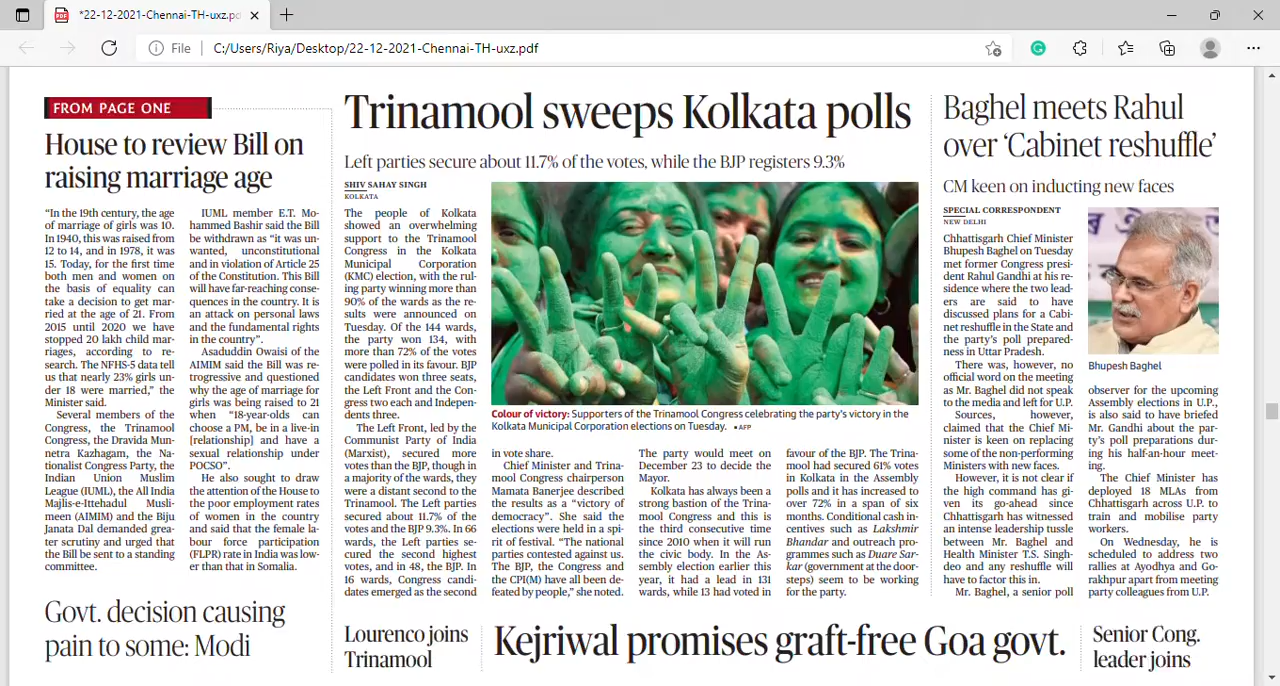 *22-12-2021-Chennai-TH-uxz.pd
File
C:/Users/Riya/Desktop/22-12-2021-Chennai-TH-uxz.pdf
FROM PAGE ONE
House to review Bill on
raising marriage age
“In the 19th century, the age
of marriage of girls was 10.
In 1940, this was raised from
12 to 14, and in 1978, it was
15. Today, for the first time
both men and women on
the basis of equality can
take a decision to get mar-
ried at the age of 21. From
2015 until 2020 we have
stopped 20 lakh child mar-
riages, according to re-
search. The NFHS-5 data tell
us that nearly 23% girls un-
der 18 were married,” the
Minister said.
Several members of the
Congress, the Trinamool
Congress, the Dravida Mun-
netra Kazhagam, the Na-
tionalist Congress Party, the
Indian Union Muslim
League (IUML), the All India
Majlis-e-Ittehadul Musli-
meen (AIMIM) and the Biju
Janata Dal demanded grea-
ter scrutiny and urged that
the Bill be sent to a standing
committee.
IUML member E.T. Mo-
hammed Bashir said the Bill
be withdrawn as “it was un-
wanted, unconstitutional
and in violation of Article 25
of the Constitution. This Bill
will have far-reaching conse-
quences in the country. It is
an attack on personal laws
and the fundamental rights
in the country”.
Asaduddin Owaisi of the
AIMIM said the Bill was re-
trogressive and questioned
why the age of marriage for
girls was being raised to 21
when “18-year-olds can
choose a PM, be in a live-in
[relationship] and have a
sexual relationship under
POCSO”.
He also sought to draw
the attention of the House to
the poor employment rates
of women in the country
and said that the female la-
bour force participation
(FLPR) rate in India was low-
er than that in Somalia.
Govt. decision causing
pain to some: Modi
Trinamool sweeps Kolkata polls
Left parties secure about 11.7% of the votes, while the BJP registers 9.3%
SHIV SAHAY SINGH
KOLKATA
The people of Kolkata
showed an overwhelming
support to the Trinamool
Congress in the Kolkata
Municipal Corporation
(KMC) election, with the rul-
ing party winning more than
90% of the wards as the re-
sults were announced on
Tuesday. Of the 144 wards,
the party won 134, with
more than 72% of the votes
were polled in its favour. BJP
candidates won three seats,
the Left Front and the Con-
gress two each and Indepen-
dents three.
The Left Front, led by the
Communist Party of India
(Marxist), secured more
votes than the BJP, though in
a majority of the wards, they
were a distant second to the
Trinamool. The Left parties
secured about 11.7% of the
votes and the BJP 9.3%. In 66
wards, the Left parties se-
cured the second highest
votes, and in 48, the BJP. In
16 wards, Congress candi-
dates emerged as the second
Colour of victory: Supporters of the Trinamool Congress celebrating the party's victory in the
Kolkata Municipal Corporation elections on Tuesday. ▪AFP
in vote share.
Chief Minister and Trina-
mool Congress chairperson
Mamata Banerjee described
the results as a “victory of
democracy”. She said the
elections were held in a spi-
rit of festival. “The national
parties contested against us.
The BJP, the Congress and
the CPI(M) have all been de-
feated by people,” she noted.
The party would meet on
December 23 to decide the
Mayor.
Kolkata has always been a
strong bastion of the Trina-
mool Congress and this is
the third consecutive time
since 2010 when it will run
the civic body. In the As-
sembly election earlier this
year, it had a lead in 131
wards, while 13 had voted in
favour of the BJP. The Trina-
mool had secured 61% votes
in Kolkata in the Assembly
polls and it has increased to
over 72% in a span of six
months. Conditional cash in-
centives such as Lakshmir
Bhandar and outreach pro-
grammes such as Duare Sar-
kar (government at the door-
steps) seem to be working
for the party.
Baghel meets Rahul
over ‘Cabinet reshuffle’
CM keen on inducting new faces
SPECIAL CORRESPONDENT
NEW DELHI
Chhattisgarh Chief Minister
Bhupesh Baghel on Tuesday
met former Congress presi-
dent Rahul Gandhi at his re-
sidence where the two lead-
ers are said to have
discussed plans for a Cabi-
net reshuffle in the State and
the party's poll prepared-
ness in Uttar Pradesh.
There was, however, no
official word on the meeting
as Mr. Baghel did not speak
to the media and left for U.P.
Sources, however,
claimed that the Chief Mi-
nister is keen on replacing
some of the non-performing
Ministers with new faces.
However, it is not clear if
the high command has gi-
ven its go-ahead since
Chhattisgarh has witnessed
an intense leadership tussle
between Mr. Baghel and
Health Minister T.S. Singh-
deo and any reshuffle will
have to factor this in.
Mr. Baghel, a senior poll
Bhupesh Baghel
observer for the upcoming
Assembly elections in U.P.,
is also said to have briefed
Mr. Gandhi about the par-
ty's poll preparations dur-
ing his half-an-hour meet-
ing.
The Chief Minister has
deployed 18 MLAs from
Chhattisgarh across U.P. to
train and mobilise party
workers.
On Wednesday, he is
scheduled to address two
rallies at Ayodhya and Go-
rakhpur apart from meeting
party colleagues from U.P.
Lourenco joins
Trinamool
Kejriwal promises graft-free Goa govt.
Senior Cong.
leader joins